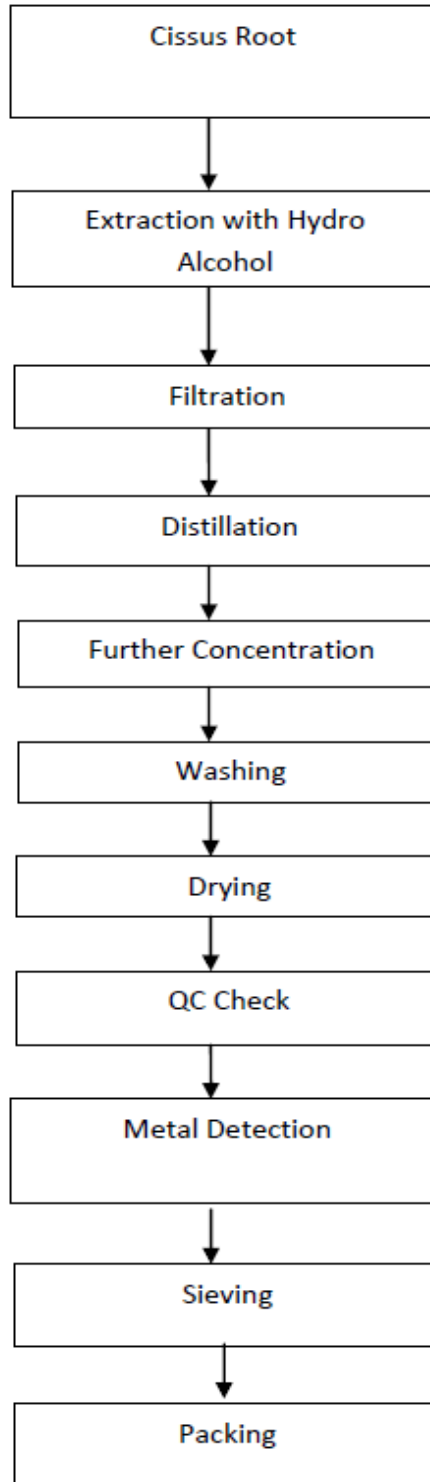 Cissus Root
Extraction with Hydro
Alcohol
Filtration
Distillation
Further Concentration
Washing
Drying
QC Check
Metal Detection
Sieving
Packing